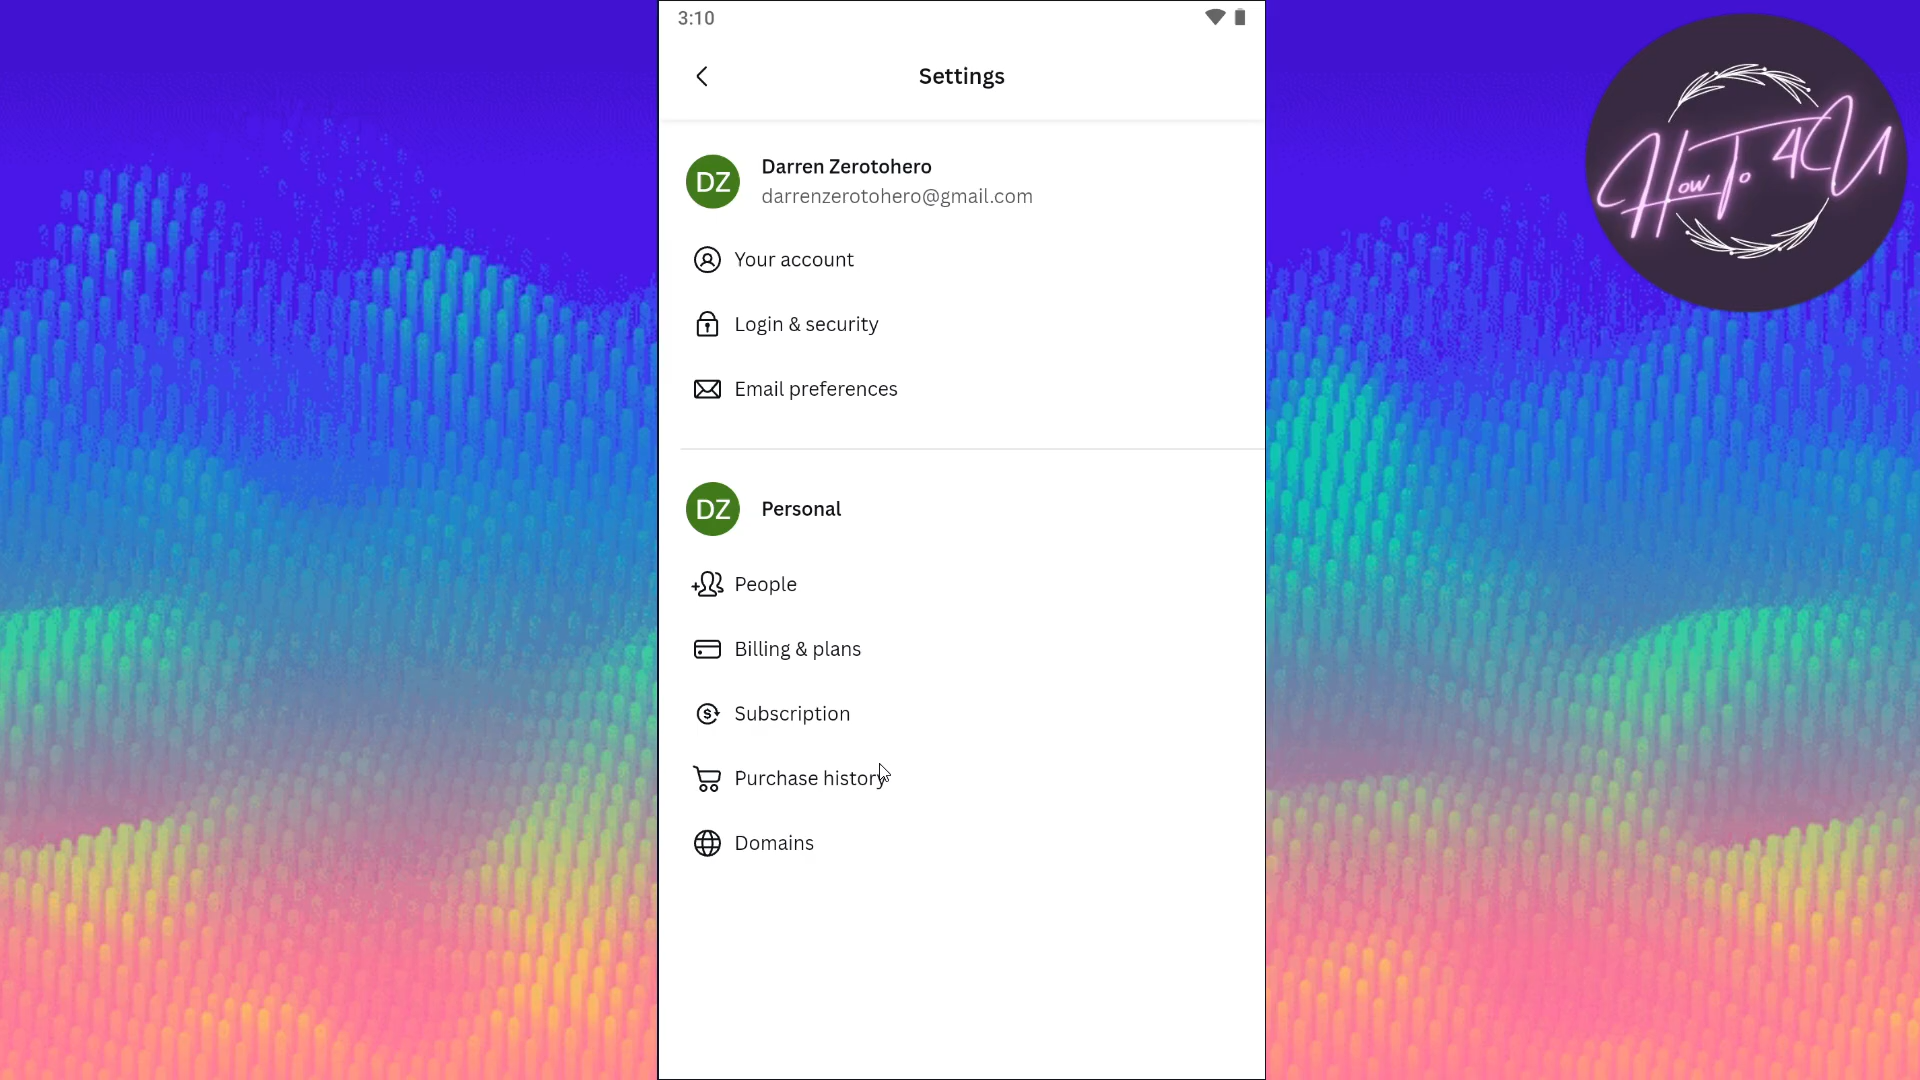 3:10
Settings
DZ
Darren Zerotohero
darrenzerotohero@gmail.com
Your account
Login & security
Email preferences
DZ
Personal
People
Billing & plans
Subscription
Purchase history
Domains
How To 4U